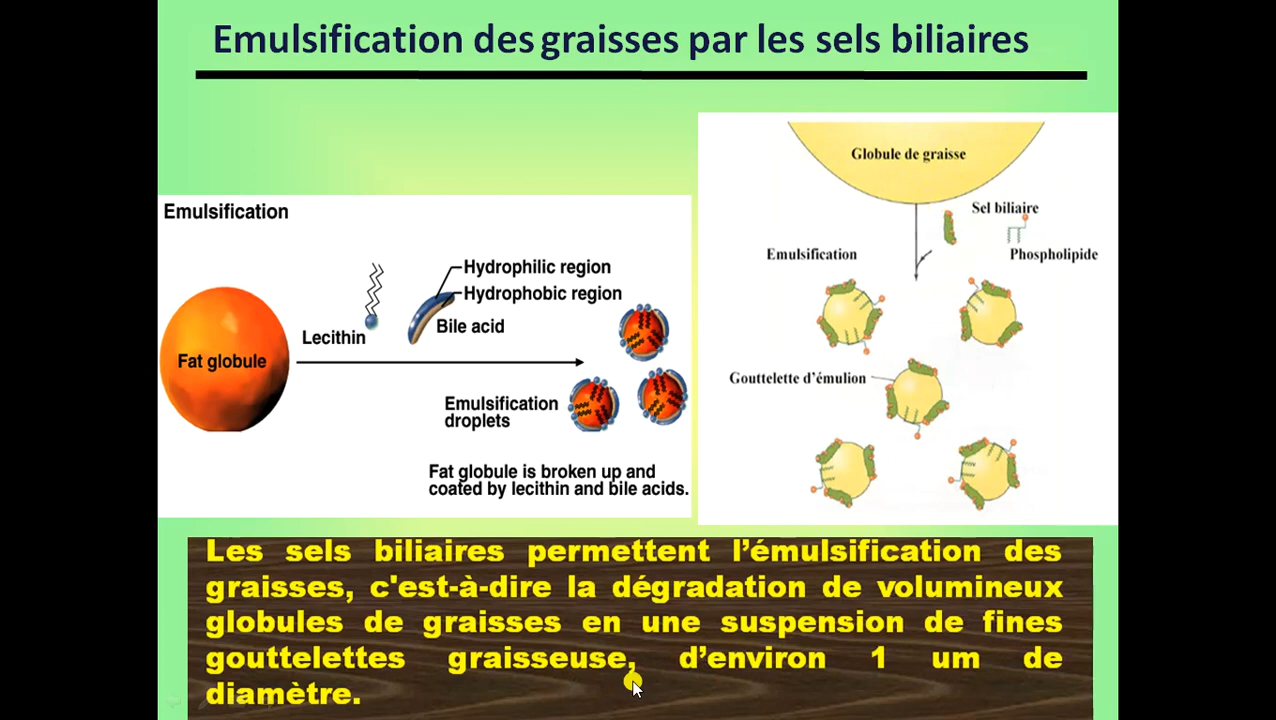 Emulsification des graisses par les sels biliaires
Emulsification
Hydrophilic region
Hydrophobic region
Bile acid
Lecithin
Fat globule
Emulsification
droplets
Fat globule is broken up and
coated by lecithin and bile acids.
Globule de graisse
Sel biliaire
Emulsification
Phospholipide
Gouttelette d’émulion
Les sels biliaires permettent l’émulsification des
graisses, c'est-à-dire la dégradation de volumineux
globules de graisses en une suspension de fines
gouttelettes graisseuse, d’environ 1 um de
diamètre.